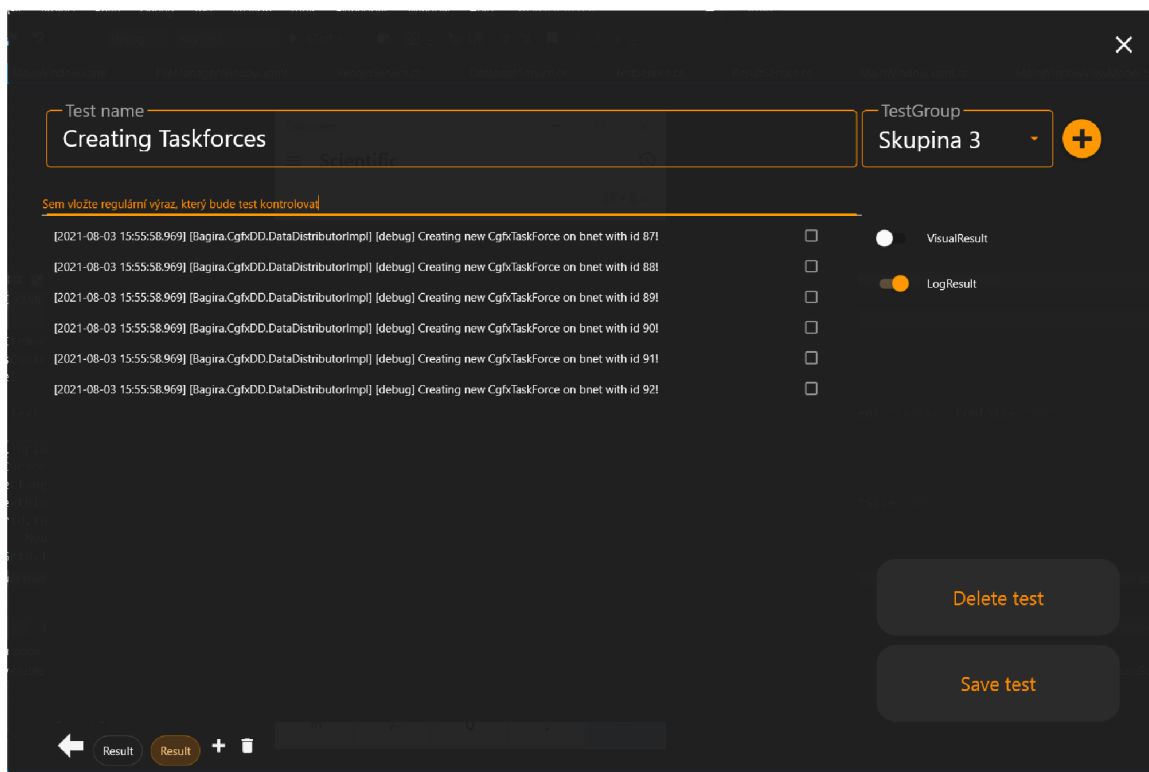 Test name
Creating Taskforces
TestGroup
Skupina 3
Scientific
Sem vložte regulární výraz, který bude test kontrolovat
[2021-08-03 15:55:58.969] [Bagira.CgfxDD.DataDistributorImpl] [debug] Creating new CgfxTaskForce on bnet with id 87!
[2021-08-03 15:55:58.969] [Bagira.CgfxDD.DataDistributorImpl] [debug] Creating new CgfxTaskForce on bnet with id 88!
[2021-08-03 15:55:58.969] [Bagira.CgfxDD.DataDistributorImpl] [debug] Creating new CgfxTaskForce on bnet with id 89!
[2021-08-03 15:55:58.969] [Bagira.CgfxDD.DataDistributorImpl] [debug] Creating new CgfxTaskForce on bnet with id 90!
[2021-08-03 15:55:58.969] [Bagira.CgfxDD.DataDistributorImpl] [debug] Creating new CgfxTaskForce on bnet with id 91!
[2021-08-03 15:55:58.969] [Bagira.CgfxDD.DataDistributorImpl] [debug] Creating new CgfxTaskForce on bnet with id 92!
VisualResult
LogResult
Delete test
Save test
Result
Result